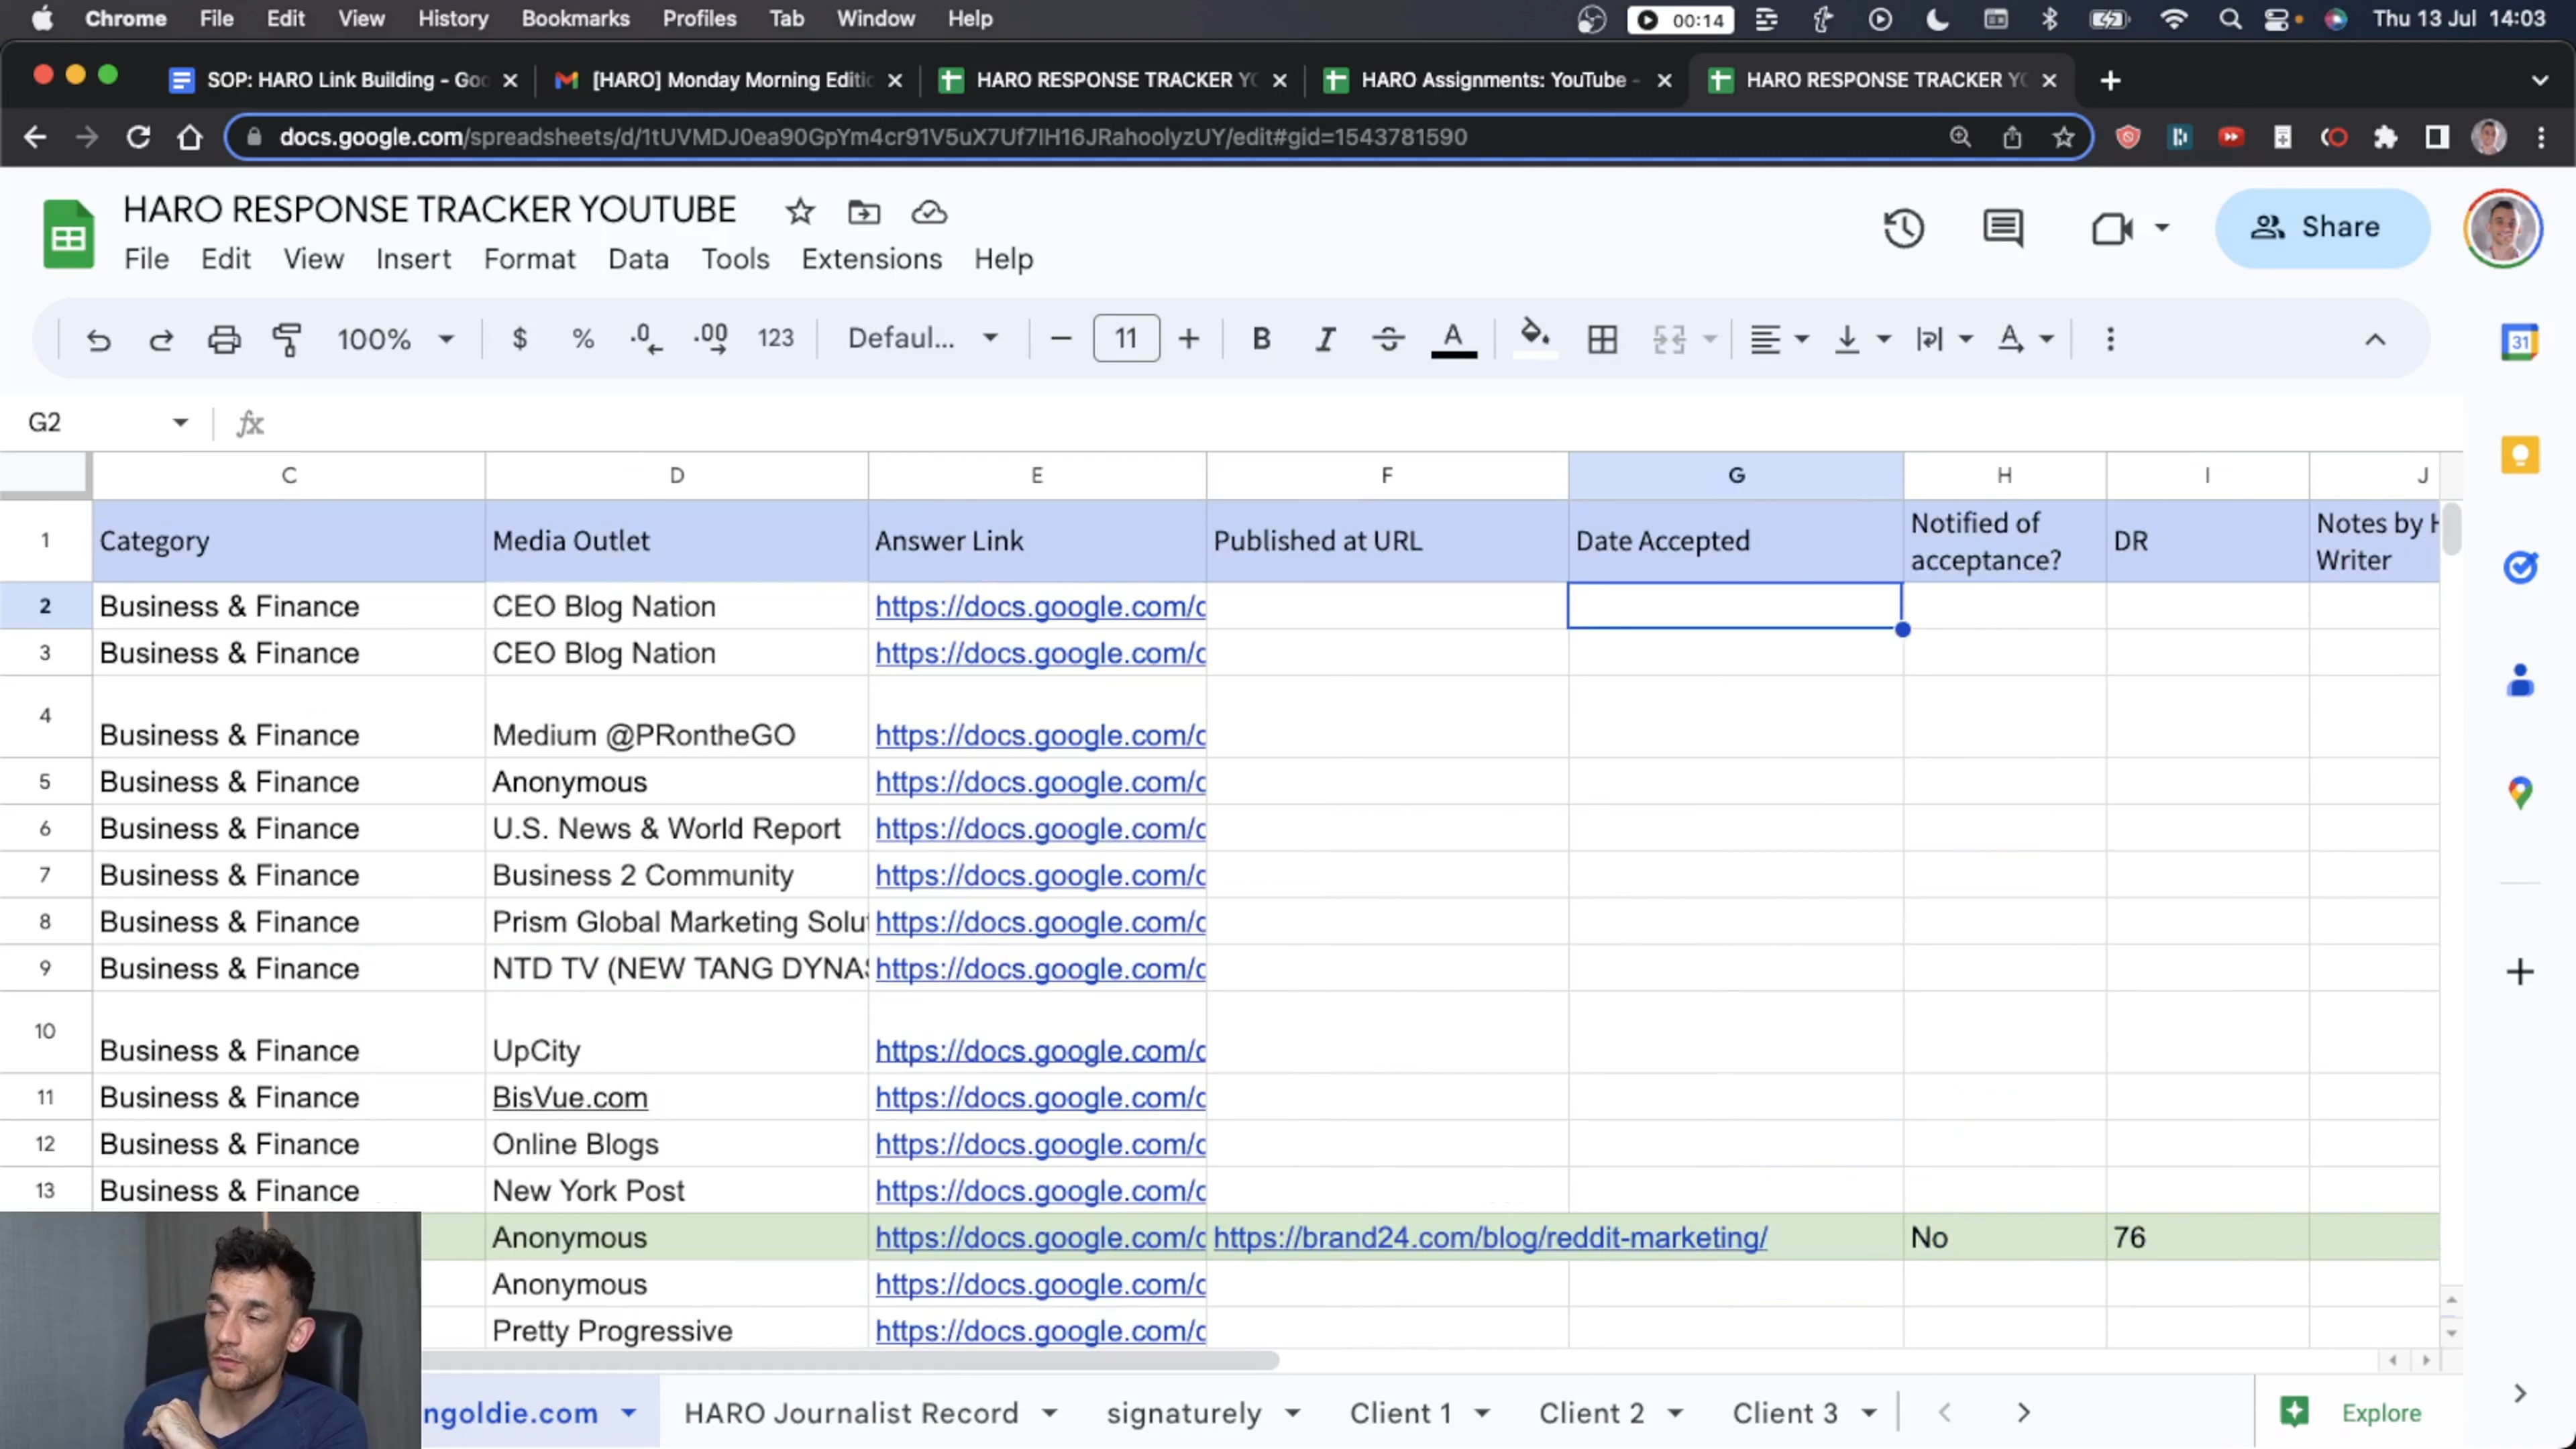 Chrome File Edit View History Bookmarks Profiles Tab Window Help 00:14 Thu 13 Jul 14:03
SOP: HARO Link Building - Goo [HARO] Monday Morning Editio HARO RESPONSE TRACKER YO HARO Assignments: YouTube - HARO RESPONSE TRACKER YO
docs.google.com/spreadsheets/d/1tUVMDJ0ea90GpYm4cr91V5uX7Uf7IH16JRahoolyzUY/edit#gid=1543781590
HARO RESPONSE TRACKER YOUTUBE
Share
File Edit View Insert Format Data Tools Extensions Help
100% $ % .0 .00 123 Defaul... 11 B I A A
31
G2 fx
C D E F G H I J
1 Category Media Outlet Answer Link Published at URL Date Accepted Notified of acceptance? DR Notes by H Writer
2 Business & Finance CEO Blog Nation https://docs.google.com/d
3 Business & Finance CEO Blog Nation https://docs.google.com/d
4 Business & Finance Medium @PRontheGO https://docs.google.com/d
5 Business & Finance Anonymous https://docs.google.com/d
6 Business & Finance U.S. News & World Report https://docs.google.com/d
7 Business & Finance Business 2 Community https://docs.google.com/d
8 Business & Finance Prism Global Marketing Solut https://docs.google.com/d
9 Business & Finance NTD TV (NEW TANG DYNAS https://docs.google.com/d
10 Business & Finance UpCity https://docs.google.com/d
11 Business & Finance BisVue.com https://docs.google.com/d
12 Business & Finance Online Blogs https://docs.google.com/d
13 Business & Finance New York Post https://docs.google.com/d
Anonymous https://docs.google.com/d https://brand24.com/blog/reddit-marketing/ No 76
Anonymous https://docs.google.com/d
Pretty Progressive https://docs.google.com/d
ngoldie.com HARO Journalist Record signaturely Client 1 Client 2 Client 3 Explore